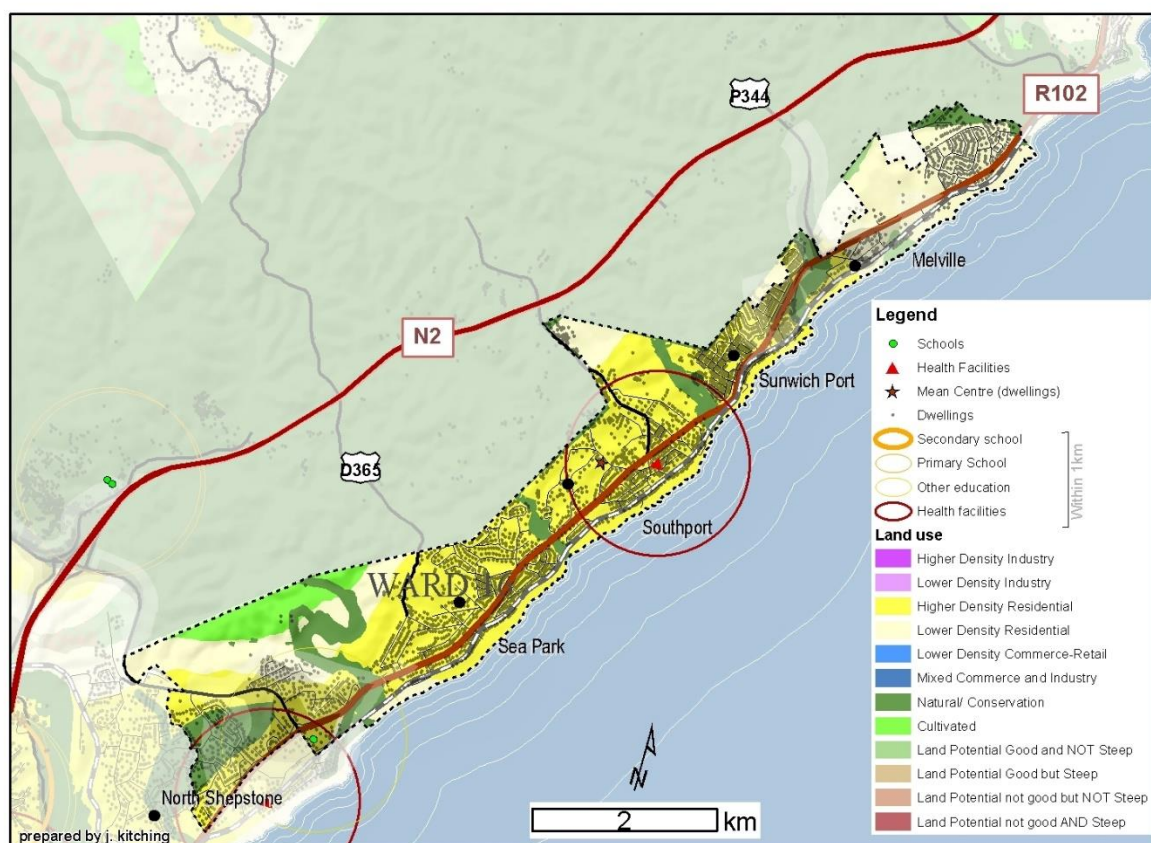 P344
R102
N2
Melville
Sunwich Port
D365
Southport
WARD
Sea Park
North Shepstone
prepared by j. kitching
N
2 km
Legend
Schools
Health Facilities
Mean Centre (dwellings)
Dwellings
Secondary school
Primary School
Other education
Health facilities
Within 1km
Land use
Higher Density Industry
Lower Density Industry
Higher Density Residential
Lower Density Residential
Lower Density Commerce-Retail
Mixed Commerce and Industry
Natural/ Conservation
Cultivated
Land Potential Good and NOT Steep
Land Potential Good but Steep
Land Potential not good but NOT Steep
Land Potential not good AND Steep